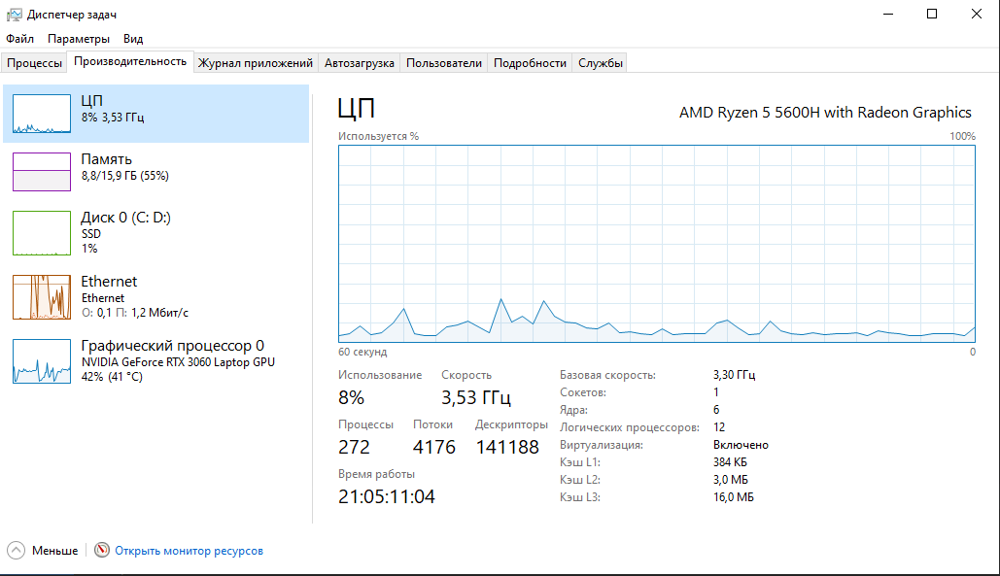 Диспетчер задач
Файл Параметры Вид
Процессы Производительность Журнал приложений Автозагрузка Пользователи Подробности Службы
ЦП
8% 3,53 ГГц
Память
8,8/15,9 ГБ (55%)
Диск 0 (C: D:)
SSD
1%
Ethernet
Ethernet
О: 0,1 П: 1,2 Мбит/с
Графический процессор 0
NVIDIA GeForce RTX 3060 Laptop GPU
42% (41 °C)
ЦП AMD Ryzen 5 5600H with Radeon Graphics
Используется % 100%
60 секунд 0
Использование Скорость
8% 3,53 ГГц
Процессы Потоки Дескрипторы
272 4176 141188
Время работы
21:05:11:04
Базовая скорость: 3,30 ГГц
Сокетов: 1
Ядра: 6
Логических процессоров: 12
Виртуализация: Включено
Кэш L1: 384 КБ
Кэш L2: 3,0 МБ
Кэш L3: 16,0 МБ
Меньше Открыть монитор ресурсов